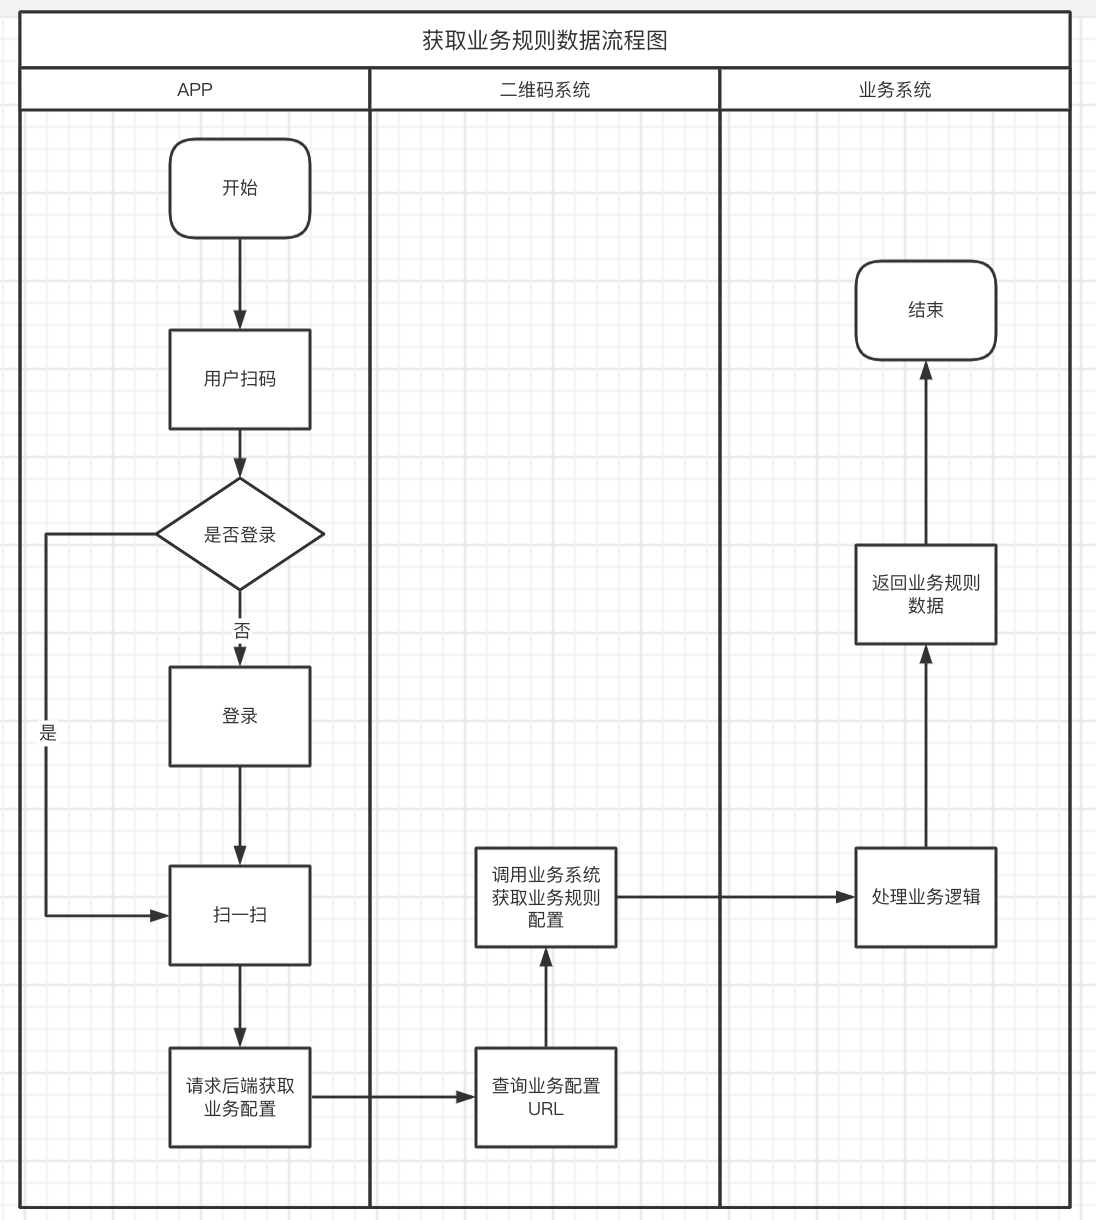 获取业务规则数据流程图
APP
二维码系统
业务系统
开始
用户扫码
是否登录
否
是
登录
扫一扫
请求后端获取
业务配置
查询业务配置
URL
调用业务系统
获取业务规则
配置
处理业务逻辑
返回业务规则
数据
结束